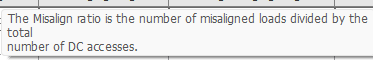 The Misalign ratio is the number of misaligned loads divided by the
total
number of DC accesses.